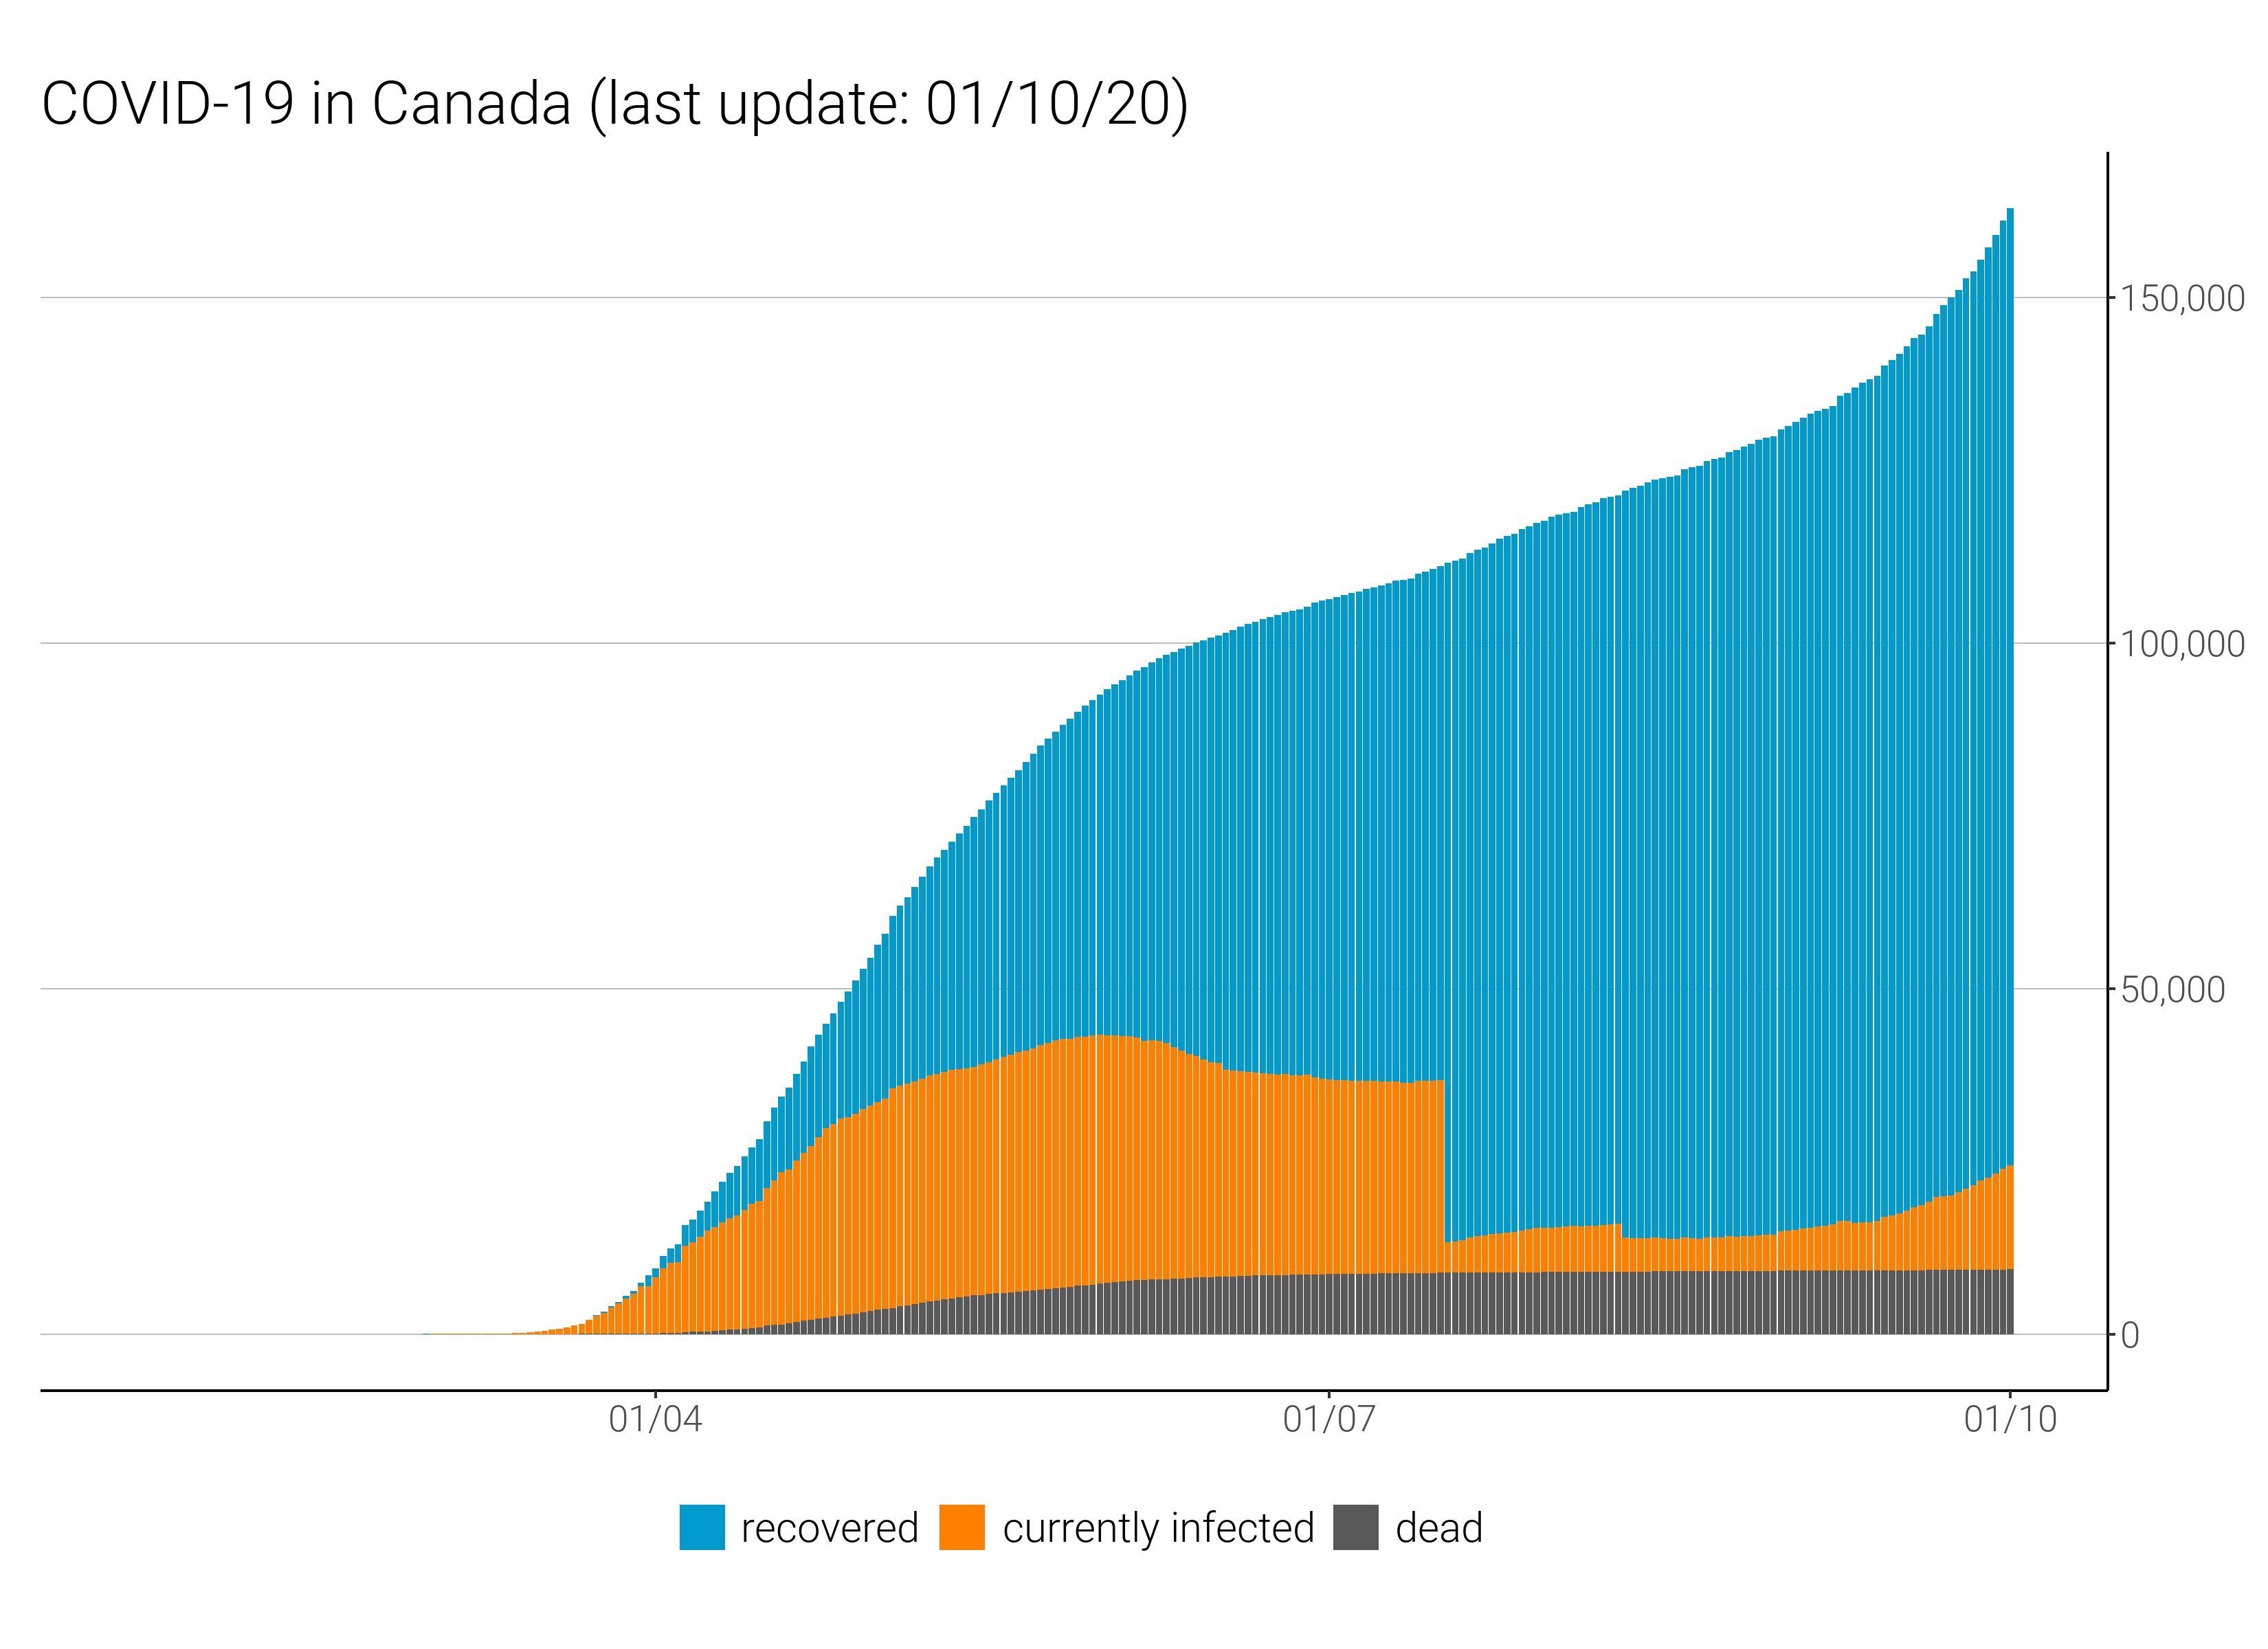 COVID-19 in Canada (last update: 01/10/20)
150,000
100,000
50,000
0
01/04 01/07 01/10
recovered currently infected dead